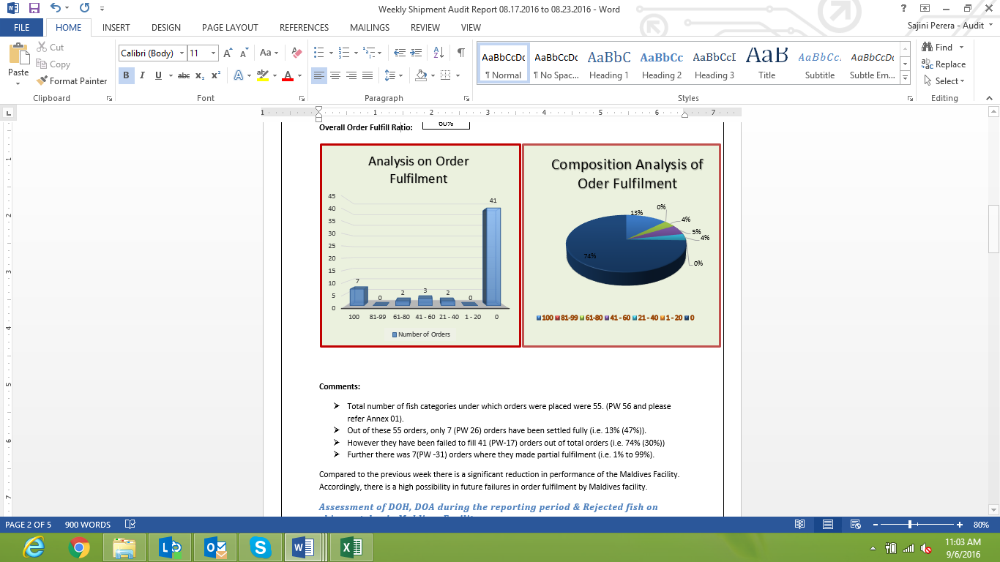 Weekly Shipment Audit Report 08.17.2016 to 08.23.2016 - Word
FILE HOME INSERT DESIGN PAGE LAYOUT REFERENCES MAILINGS REVIEW VIEW Sajini Perera - Audit
Paste
Cut
Copy
Format Painter
Calibri (Body) 11
AaBbCcDc AaBbCcDc AaBbC AaBbCc AaBbCcD AaB AaBbCc AaBbCcDc
¶ Normal ¶ No Spac... Heading 1 Heading 2 Heading 3 Title Subtitle Subtle Em...
Find
Replace
Select
Clipboard Font Paragraph Styles Editing
1 1 2 3 4 5 6 7
Overall Order Fulfill Ratio: 60%
Analysis on Order
Fulfilment
45
40
35
30
25
20
15
10
5
0
7 0 2 3 2 0 41
100 81-99 61-80 41 - 60 21 - 40 1 - 20 0
Number of Orders
Composition Analysis of
Oder Fulfilment
13%
0%
4%
5%
4%
0%
74%
100 81-99 61-80 41 - 60 21 - 40 1 - 20 0
Comments:
Total number of fish categories under which orders were placed were 55. (PW 56 and please
refer Annex 01).
Out of these 55 orders, only 7 (PW 26) orders have been settled fully (i.e. 13% (47%)).
However they have been failed to fill 41 (PW-17) orders out of total orders (i.e. 74% (30%))
Further there was 7(PW -31) orders where they made partial fulfilment (i.e. 1% to 99%).
Compared to the previous week there is a significant reduction in performance of the Maldives Facility.
Accordingly, there is a high possibility in future failures in order fulfilment by Maldives facility.
Assessment of DOH, DOA during the reporting period & Rejected fish on
PAGE 2 OF 5 900 WORDS 80%
11:03 AM
9/6/2016